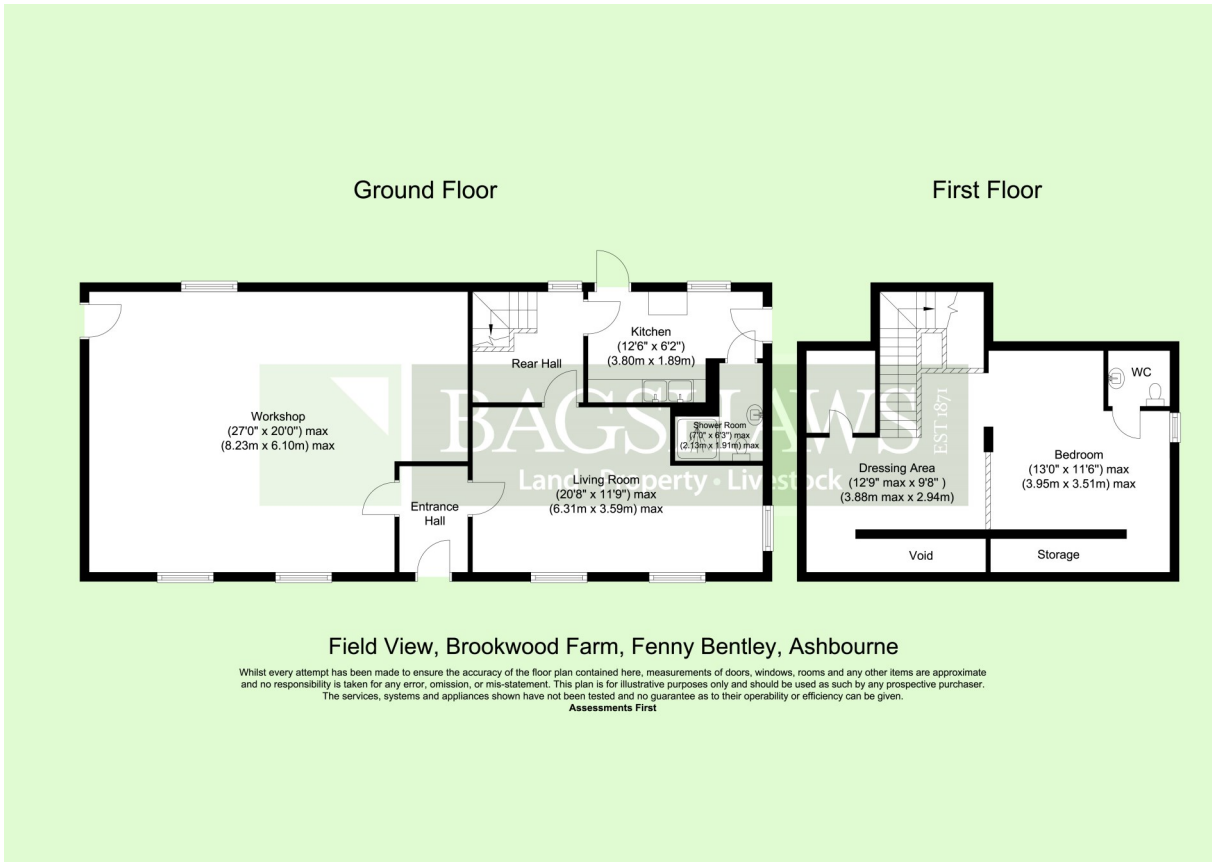 Ground Floor
First Floor
Workshop
(27'0" x 20'0") max
(8.23m x 6.10m) max
Rear Hall
Kitchen
(12'6" x 6'2")
(3.80m x 1.89m)
Shower Room
(7'0" x 6'3") max
(2.13m x 1.91m) max
Entrance
Hall
Living Room
(20'8" x 11'9") max
(6.31m x 3.59m) max
WC
Dressing Area
(12'9" max x 9'8" )
(3.88m max x 2.94m)
Bedroom
(13'0" x 11'6") max
(3.95m x 3.51m) max
Void
Storage
BAGSHAWS
EST 1871
Land · Property · Livestock
Field View, Brookwood Farm, Fenny Bentley, Ashbourne
Whilst every attempt has been made to ensure the accuracy of the floor plan contained here, measurements of doors, windows, rooms and any other items are approximate
and no responsibility is taken for any error, omission, or mis-statement. This plan is for illustrative purposes only and should be used as such by any prospective purchaser.
The services, systems and appliances shown have not been tested and no guarantee as to their operability or efficiency can be given.
Assessments First